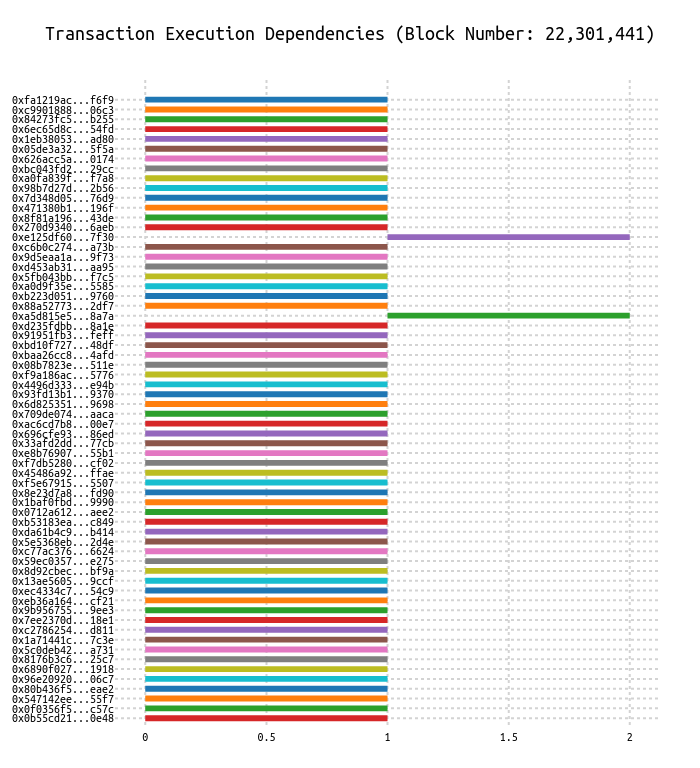 Transaction Execution Dependencies (Block Number: 22,301,441)
0xfa1219ac...f6f9
0xc9901888...06c3
0x84273fc5...b255
0x6ec65d8c...54fd
0x1eb38053...ad80
0x05de3a32...5f5a
0x626acc5a...0174
0xbc043fd2...29cc
0xa0fa839f...f7a8
0x98b7d27d...2b56
0x7d348d05...76d9
0x471380b1...196f
0x8f81a196...43de
0x270d9340...6aeb
0xe125df60...7f30
0xc6b0c274...a73b
0x9d5eaa1a...9f73
0xd453ab31...aa95
0x5fb043bb...f7c5
0xa0d9f35e...5585
0xb223d051...9760
0x88a52773...2df7
0xa5d815e5...8a7a
0xd235fdbb...8a1e
0x91951fb3...feff
0xbd10f727...48df
0xbaa26cc8...4afd
0x08b7823e...511e
0xf9a186ac...5776
0x4496d333...e94b
0x93fd13b1...9370
0x6d825351...9698
0x709de074...aaca
0xac6cd7b8...00e7
0x696cfe93...86ed
0x33afd2dd...77cb
0xe8b76907...55b1
0xf7db5280...cf02
0x45486a92...ffae
0xf5e67915...5507
0x8e23d7a8...fd90
0x1baf0fbd...9990
0x0712a612...aee2
0xb53183ea...c849
0xda61b4c9...b414
0x5e5368eb...2d4e
0xc77ac376...6624
0x59ec0357...e275
0x8d92cbec...bf9a
0x13ae5605...9ccf
0xec4334c7...54c9
0xeb36a164...cf21
0x9b956755...9ee3
0x7ee2370d...18e1
0xc2786254...d811
0x1a71441c...7c3e
0x5c0deb42...a731
0x8176b3c6...25c7
0x6890f027...1918
0x96e20920...06c7
0x80b436f5...eae2
0x547142ee...55f7
0x0f0356f5...c57c
0x0b55cd21...0e48
0 0.5 1 1.5 2